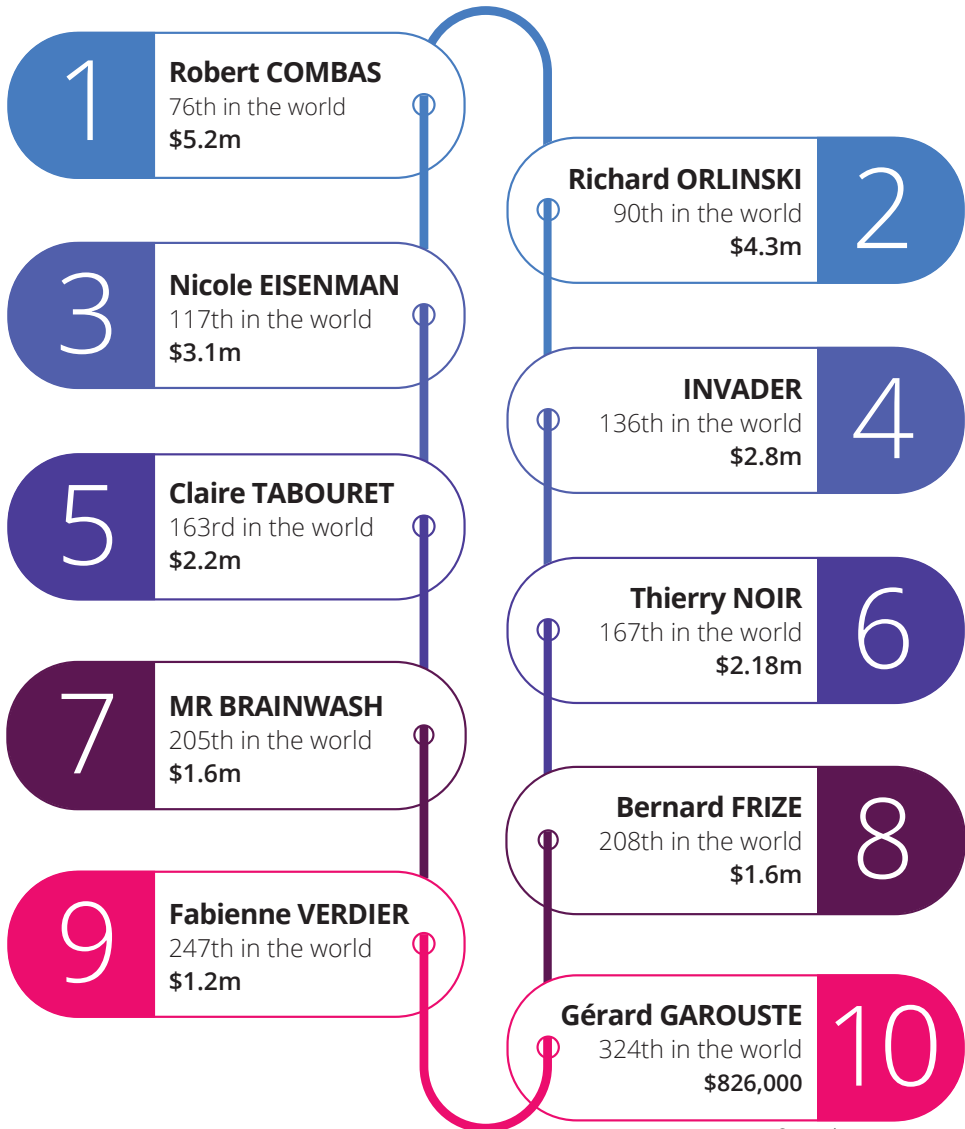 1
Robert COMBAS
76th in the world
$5.2m
2
Richard ORLINSKI
90th in the world
$4.3m
3
Nicole EISENMAN
117th in the world
$3.1m
4
INVADER
136th in the world
$2.8m
5
Claire TABOURET
163rd in the world
$2.2m
6
Thierry NOIR
167th in the world
$2.18m
7
MR BRAINWASH
205th in the world
$1.6m
8
Bernard FRIZE
208th in the world
$1.6m
9
Fabienne VERDIER
247th in the world
$1.2m
10
Gérard GAROUSTE
324th in the world
$826,000